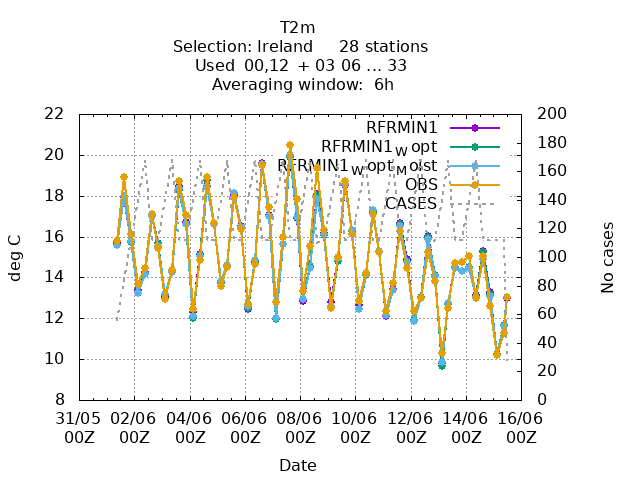 T2m
Selection: Ireland     28 stations
Used  00,12  + 03 06 ... 33
Averaging window:  6h
22
20
18
16
14
12
10
8
200
180
160
140
120
100
80
60
40
20
0
deg C
No cases
RFRMIN1
RFRMIN1_W opt
RFRMIN1_W opt_M oist
OBS
CASES
31/05 00Z
02/06 00Z
04/06 00Z
06/06 00Z
08/06 00Z
10/06 00Z
12/06 00Z
14/06 00Z
16/06 00Z
Date